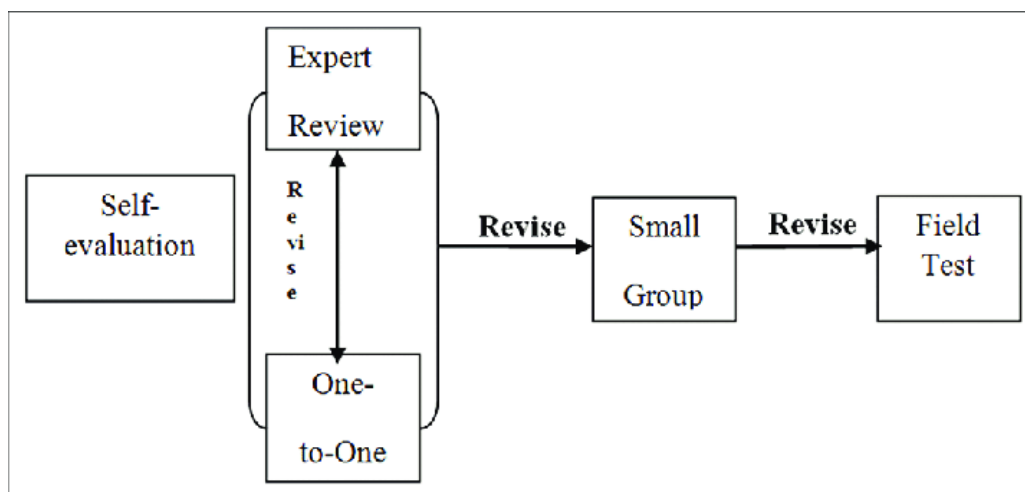 Self-
evaluation
Expert
Review
R
e
vi
s
e
One-
to-One
Revise
Small
Group
Revise
Field
Test